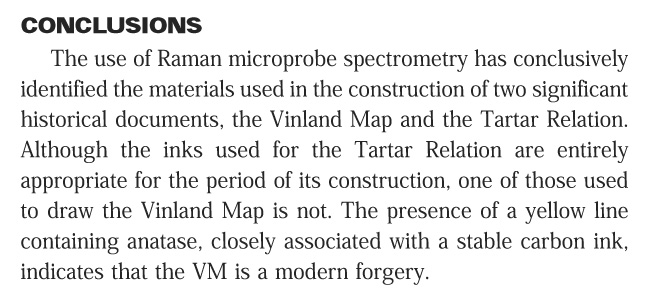 CONCLUSIONS
The use of Raman microprobe spectrometry has conclusively
identified the materials used in the construction of two significant
historical documents, the Vinland Map and the Tartar Relation.
Although the inks used for the Tartar Relation are entirely
appropriate for the period of its construction, one of those used
to draw the Vinland Map is not. The presence of a yellow line
containing anatase, closely associated with a stable carbon ink,
indicates that the VM is a modern forgery.